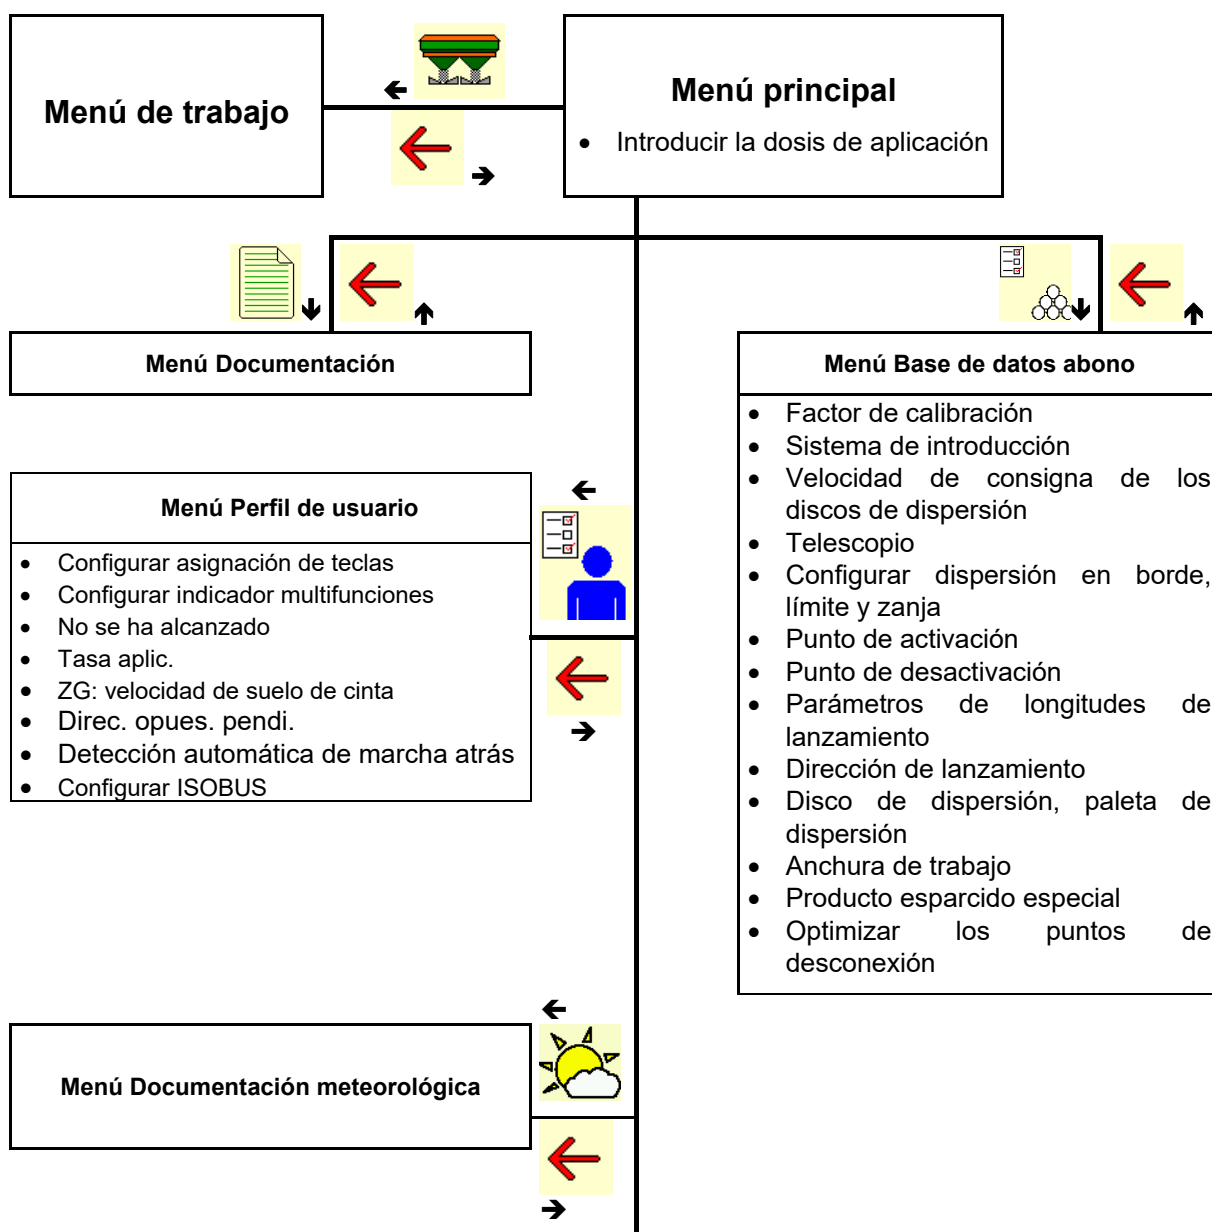 Menú de trabajo
Menú principal
• Introducir la dosis de aplicación
Menú Documentación
Menú Base de datos abono
• Factor de calibración
• Sistema de introducción
• Velocidad de consigna de los
discos de dispersión
• Telescopio
• Configurar dispersión en borde,
límite y zanja
• Punto de activación
• Punto de desactivación
• Parámetros de longitudes de
lanzamiento
• Dirección de lanzamiento
• Disco de dispersión, paleta de
dispersión
• Anchura de trabajo
• Producto esparcido especial
• Optimizar los puntos de
desconexión
Menú Perfil de usuario
• Configurar asignación de teclas
• Configurar indicador multifunciones
• No se ha alcanzado
• Tasa aplic.
• ZG: velocidad de suelo de cinta
• Direc. opues. pendi.
• Detección automática de marcha atrás
• Configurar ISOBUS
Menú Documentación meteorológica